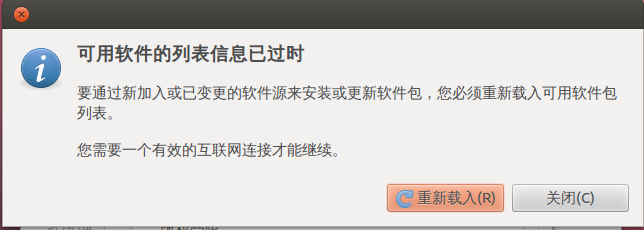 可用软件的列表信息已过时
要通过新加入或已变更的软件源来安装或更新软件包，您必须重新载入可用软件包
列表。
您需要一个有效的互联网连接才能继续。
重新载入(R)
关闭(C)